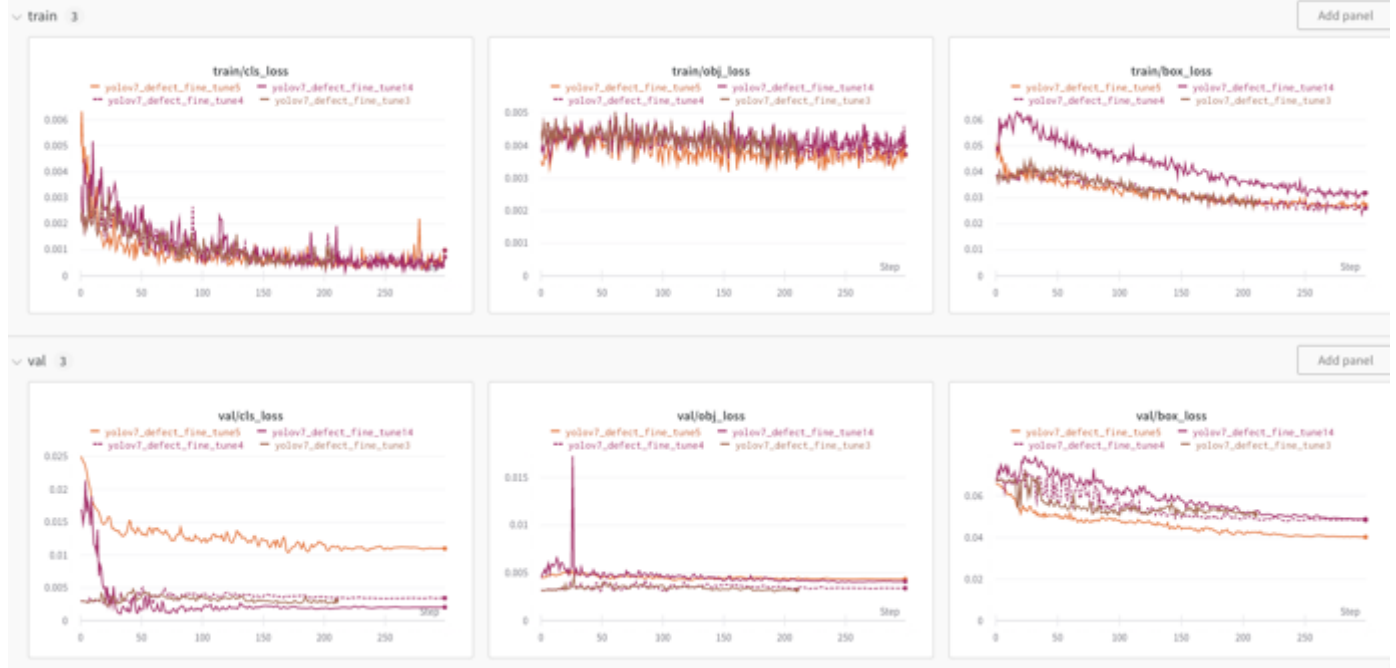 train 3
Add panel
train/cls_loss
yolov7_defect_fine_tune5 yolov7_defect_fine_tune14
yolov7_defect_fine_tune4 yolov7_defect_fine_tune3
0.006
0.005
0.004
0.003
0.002
0.001
0
0 50 100 150 200 250
train/obj_loss
yolov7_defect_fine_tune5 yolov7_defect_fine_tune14
yolov7_defect_fine_tune4 yolov7_defect_fine_tune3
0.005
0.004
0.003
0.002
0.001
0
Step
0 50 100 150 200 250
train/box_loss
yolov7_defect_fine_tune5 yolov7_defect_fine_tune14
yolov7_defect_fine_tune4 yolov7_defect_fine_tune3
0.06
0.05
0.04
0.03
0.02
0.01
0
Step
0 50 100 150 200 250
val 3
Add panel
val/cls_loss
yolov7_defect_fine_tune5 yolov7_defect_fine_tune14
yolov7_defect_fine_tune4 yolov7_defect_fine_tune3
0.025
0.02
0.015
0.01
0.005
0
Step
0 50 100 150 200 250
val/obj_loss
yolov7_defect_fine_tune5 yolov7_defect_fine_tune14
yolov7_defect_fine_tune4 yolov7_defect_fine_tune3
0.015
0.01
0.005
0
Step
0 50 100 150 200 250
val/box_loss
yolov7_defect_fine_tune5 yolov7_defect_fine_tune14
yolov7_defect_fine_tune4 yolov7_defect_fine_tune3
0.06
0.04
0.02
0
Step
0 50 100 150 200 250